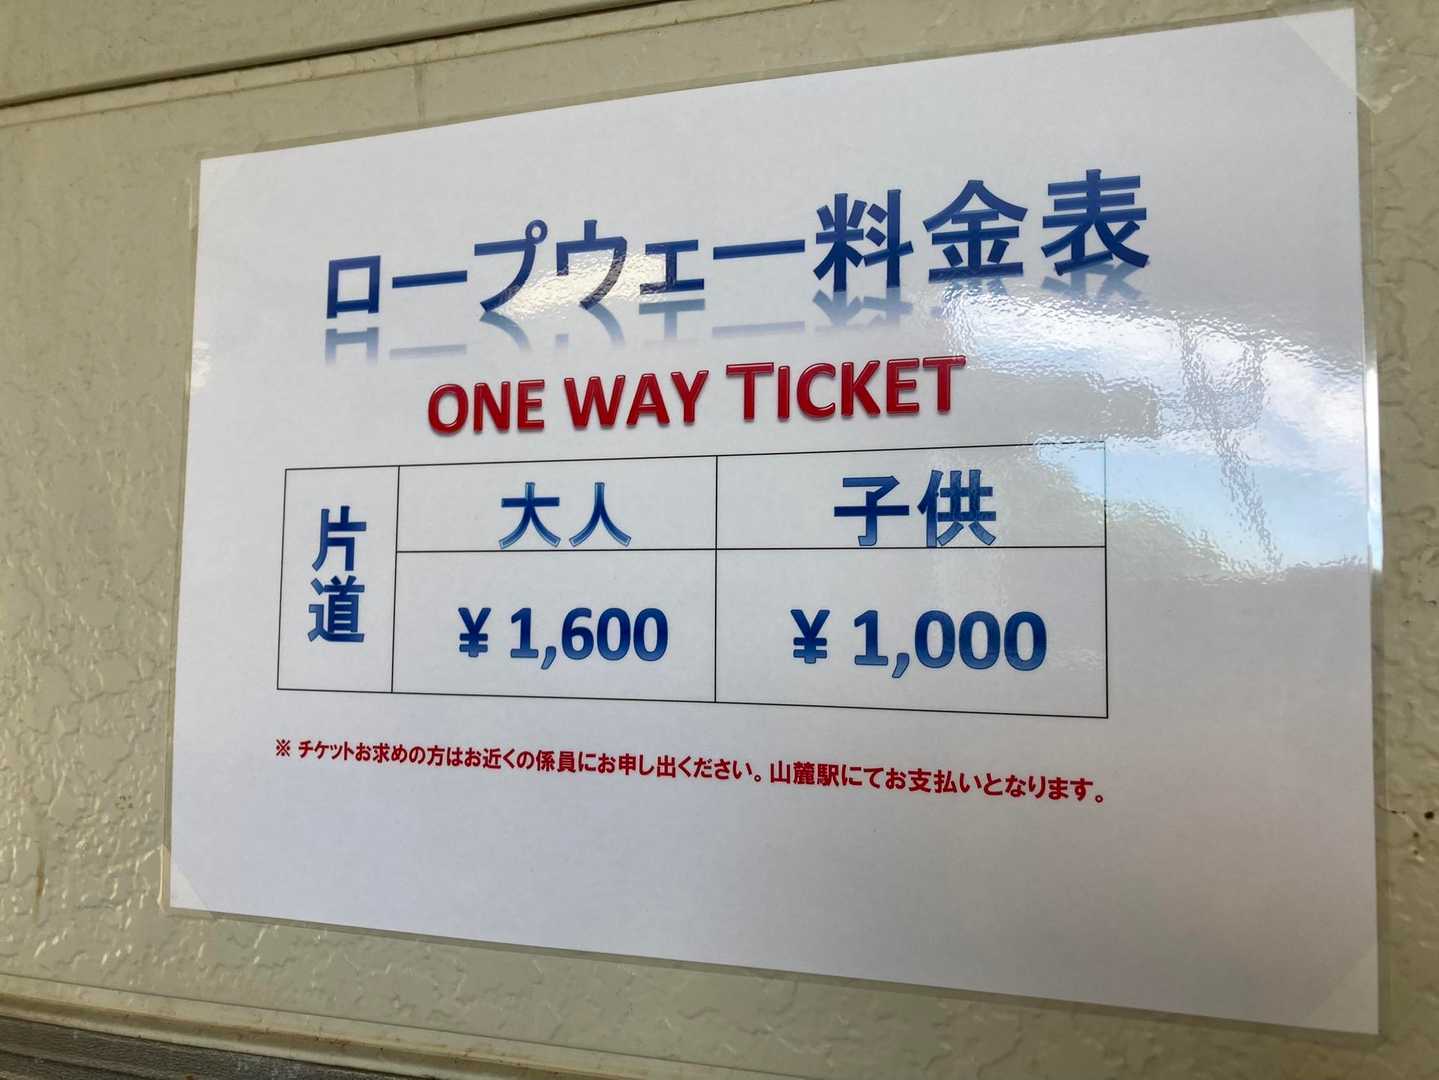 ロープウェー料金表
ONE WAY TICKET
片道
大人
子供
¥ 1,600
¥ 1,000
※ チケットお求めの方はお近くの係員にお申し出ください。山麓駅にてお支払いとなります。